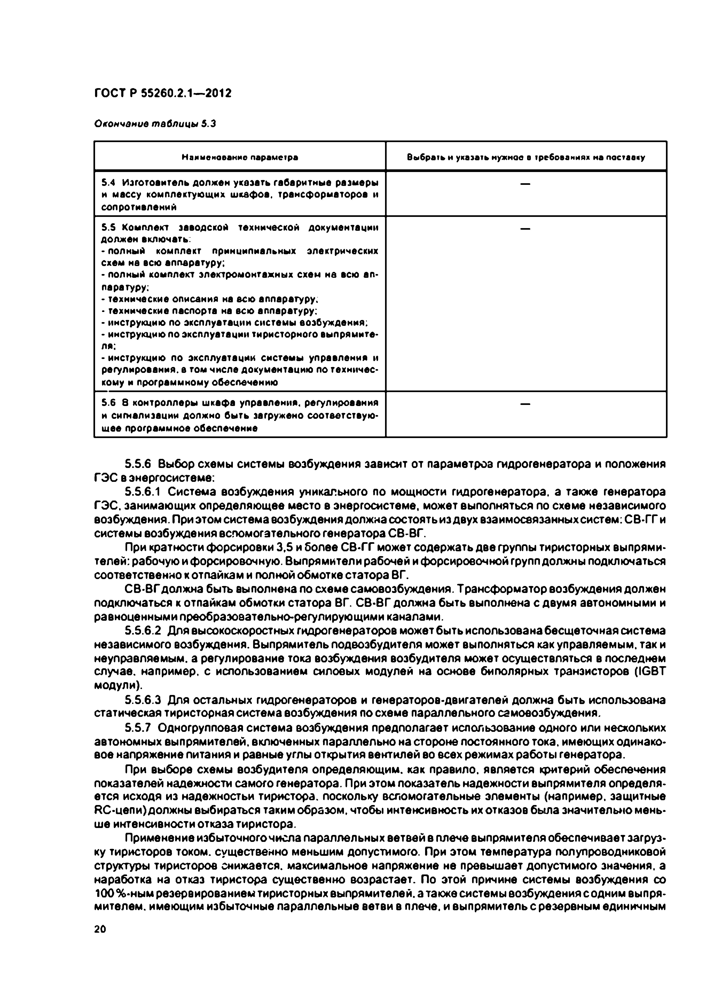 ГОСТ Р 55260.2.1—2012
Окончание таблицы 5.3
Наименование параметра
Выбрать и указать нужное в требованиях на поставку
5.4 Изготовитель должен указать габаритные размеры
и массу комплектующих шкафов, трансформаторов и
сопротивлений
—
5.5 Комплект заводской технической документации
должен включать:
- полный комплект принципиальных электрических
схем на всю аппаратуру;
- полный комплект электромонтажных схем на всю ап-
паратуру;
- технические описания на всю аппаратуру;
- технические паспорта на всю аппаратуру;
- инструкцию по эксплуатации системы возбуждения;
- инструкцию по эксплуатации тиристорного выпрямите-
ля;
- инструкцию по эксплуатации системы управления и
регулирования, в том числе документацию по техничес-
кому и программному обеспечению
—
5.6 В контроллеры шкафа управления, регулирования
и сигнализации должно быть загружено соответствую-
щее программное обеспечение
—
5.5.6 Выбор схемы системы возбуждения зависит от параметров гидрогенератора и положения
ГЭС в энергосистеме:
5.5.6.1 Система возбуждения уникального по мощности гидрогенератора, а также генератора
ГЭС, занимающих определяющее место в энергосистеме, может выполняться по схеме независимого
возбуждения. При этом система возбуждения должна состоять из двух взаимосвязанных систем: СВ-ГГ и
системы возбуждения вспомогательного генератора СВ-ВГ.
При кратности форсировки 3,5 и более СВ-ГГ может содержать две группы тиристорных выпрями-
телей: рабочую и форсировочную. Выпрямители рабочей и форсировочной групп должны подключаться
соответственно к отпайкам и полной обмотке статора ВГ.
СВ-ВГ должна быть выполнена по схеме самовозбуждения. Трансформатор возбуждения должен
подключаться к отпайкам обмотки статора ВГ. СВ-ВГ должна быть выполнена с двумя автономными и
равноценными преобразовательно-регулирующими каналами.
5.5.6.2 Для высокоскоростных гидрогенераторов может быть использована бесщеточная система
независимого возбуждения. Выпрямитель подвозбудителя может выполняться как управляемым, так и
неуправляемым, а регулирование тока возбуждения возбудителя может осуществляться в последнем
случае, например, с использованием силовых модулей на основе биполярных транзисторов (IGBT
модули).
5.5.6.3 Для остальных гидрогенераторов и генераторов-двигателей должна быть использована
статическая тиристорная система возбуждения по схеме параллельного самовозбуждения.
5.5.7 Одногрупповая система возбуждения предполагает использование одного или нескольких
автономных выпрямителей, включенных параллельно на стороне постоянного тока, имеющих одинако-
вое напряжение питания и равные углы открытия вентилей во всех режимах работы генератора.
При выборе схемы возбудителя определяющим, как правило, является критерий обеспечения
показателей надежности самого генератора. При этом показатель надежности выпрямителя определя-
ется исходя из надежностьи тиристора, поскольку вспомогательные элементы (например, защитные
RC-цепи) должны выбираться таким образом, чтобы интенсивность их отказов была значительно мень-
ше интенсивности отказа тиристора.
Применение избыточного числа параллельных ветвей в плече выпрямителя обеспечивает загруз-
ку тиристоров током, существенно меньшим допустимого. При этом температура полупроводниковой
структуры тиристоров снижается, максимальное напряжение не превышает допустимого значения, а
наработка на отказ тиристора существенно возрастает. По этой причине системы возбуждения со
100 %-ным резервированием тиристорных выпрямителей, а также системы возбуждения с одним выпря-
мителем, имеющим избыточные параллельные ветви в плече, и выпрямитель с резервным единичным
20